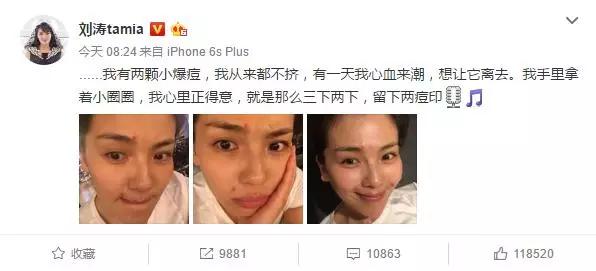 刘涛tamia
今天 08:24 来自 iPhone 6s Plus
......我有两颗小爆痘，我从来都不挤，有一天我心血来潮，想让它离去。我手里拿
着小圈圈，我心里正得意，就是那么三下两下，留下两痘印
收藏
9881
10863
118520